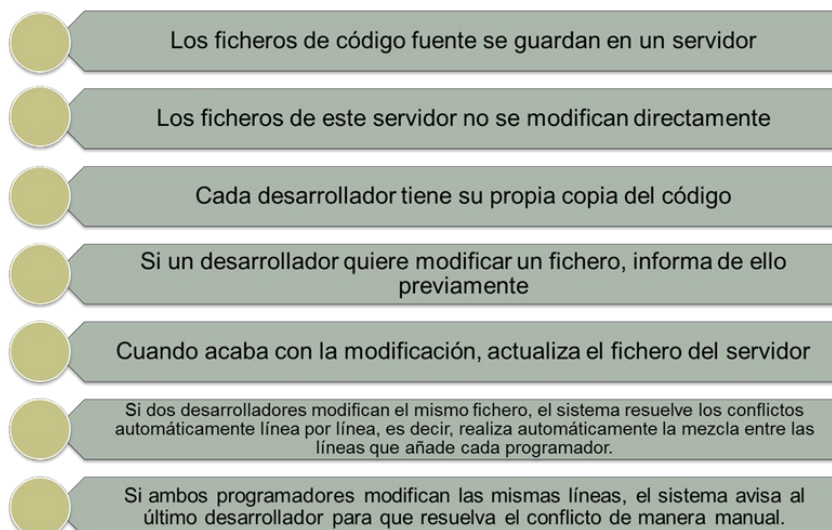 Los ficheros de código fuente se guardan en un servidor
Los ficheros de este servidor no se modifican directamente
Cada desarrollador tiene su propia copia del código
Si un desarrollador quiere modificar un fichero, informa de ello
previamente
Cuando acaba con la modificación, actualiza el fichero del servidor
Si dos desarrolladores modifican el mismo fichero, el sistema resuelve los conflictos
automáticamente línea por línea, es decir, realiza automáticamente la mezcla entre las
líneas que añade cada programador.
Si ambos programadores modifican las mismas líneas, el sistema avisa al
último desarrollador para que resuelva el conflicto de manera manual.